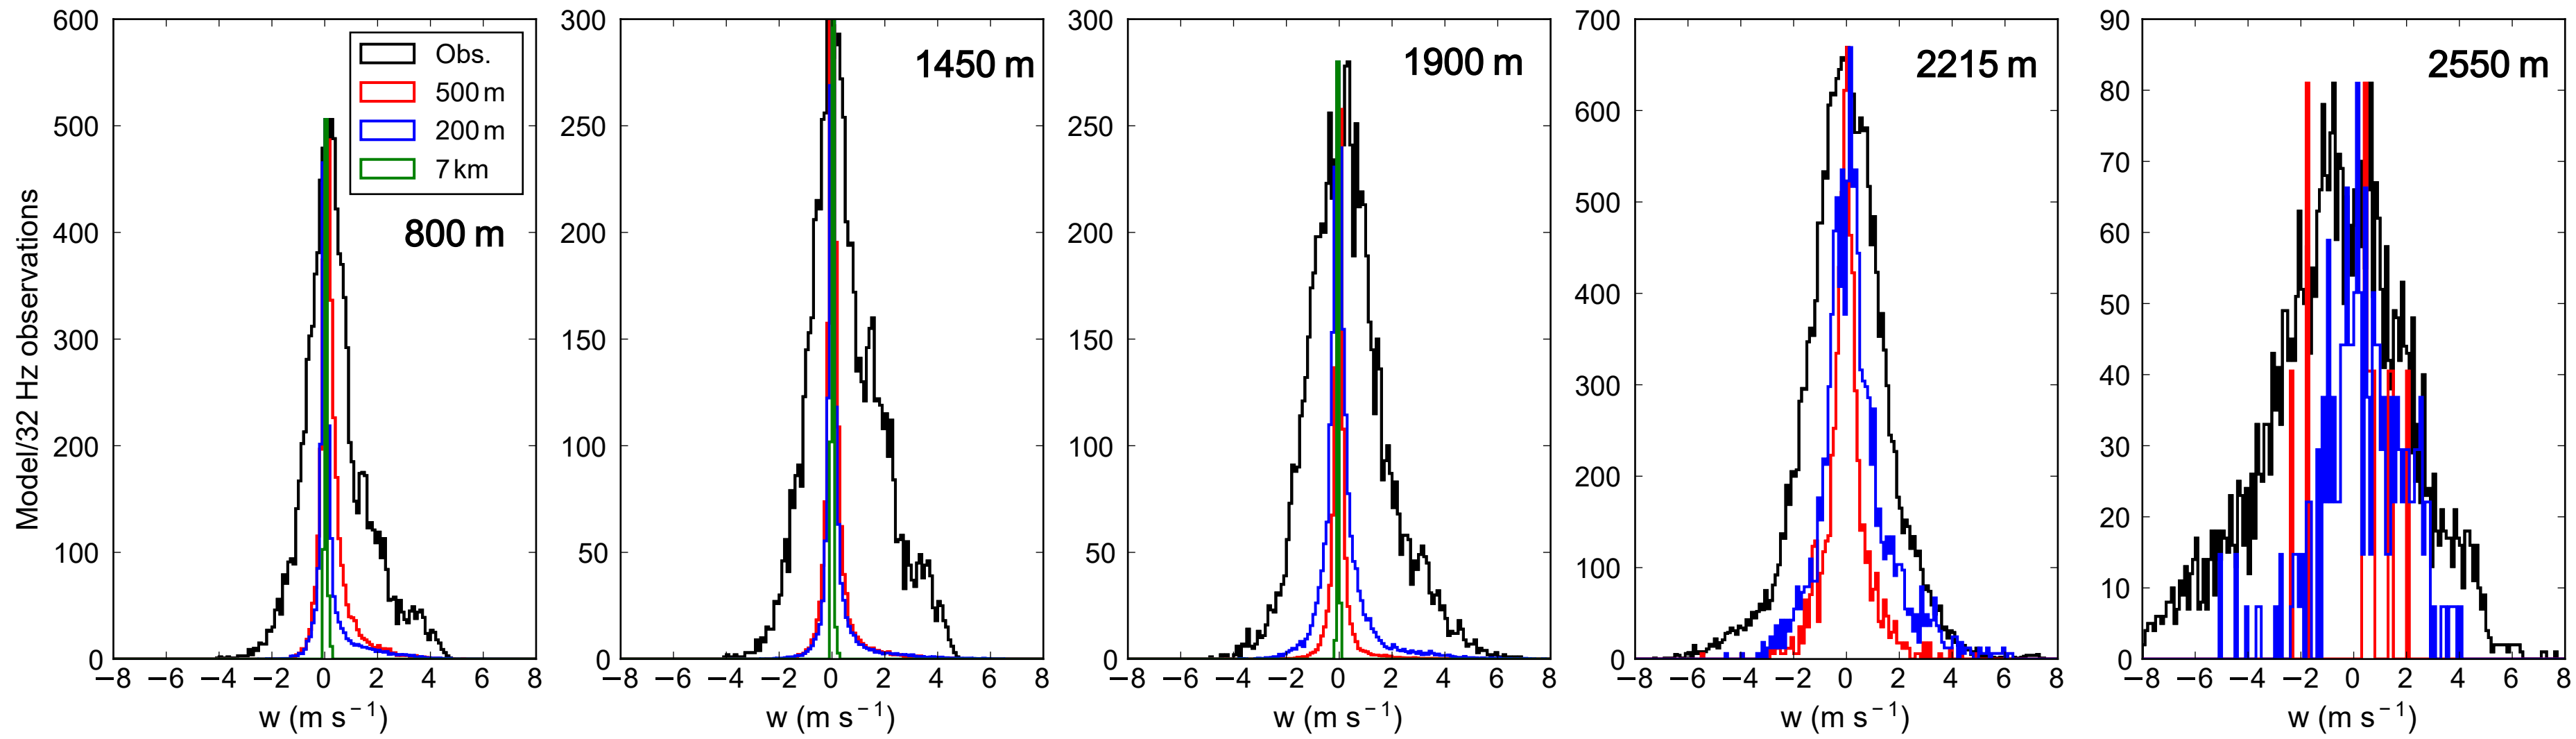 Model/32 Hz observations
600
500
400
300
200
100
0
Obs.
500 m
200 m
7 km
800 m
−8 −6 −4 −2 0 2 4 6 8
w (m s−1)
300
250
200
150
100
50
0
1450 m
−8 −6 −4 −2 0 2 4 6 8
w (m s−1)
300
250
200
150
100
50
0
1900 m
−8 −6 −4 −2 0 2 4 6 8
w (m s−1)
700
600
500
400
300
200
100
0
2215 m
−8 −6 −4 −2 0 2 4 6 8
w (m s−1)
90
80
70
60
50
40
30
20
10
0
2550 m
−8 −6 −4 −2 0 2 4 6 8
w (m s−1)